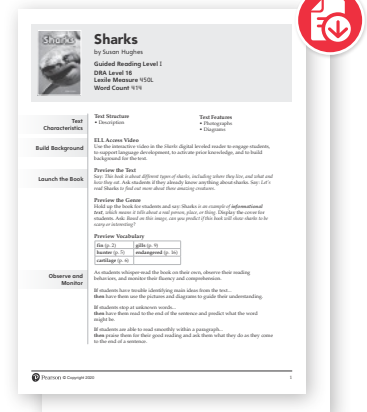 Sharks
Sharks
by Susan Hughes
Guided Reading Level I
DRA Level 16
Lexile Measure 450L
Word Count 474
Text Characteristics
Text Structure
• Description
Text Features
• Photographs
• Diagrams
Build Background
ELL Access Video
Use the interactive video in the Sharks digital leveled reader to engage students,
to support language development, to activate prior knowledge, and to build
background for the text.
Launch the Book
Preview the Text
Say: This book is about different types of sharks, including where they live, and what and
how they eat. Ask students if they already know anything about sharks. Say: Let's
read Sharks to find out more about these amazing creatures.
Preview the Genre
Hold up the book for students and say: Sharks is an example of informational
text, which means it tells about a real person, place, or thing. Display the cover for
students. Ask: Based on this image, can you predict if this book will show sharks to be
scary or interesting?
Preview Vocabulary
fin (p. 2) gills (p. 9)
hunter (p. 5) endangered (p. 16)
cartilage (p. 6)
Observe and Monitor
As students whisper-read the book on their own, observe their reading
behaviors, and monitor their fluency and comprehension.
If students have trouble identifying main ideas from the text...
then have them use the pictures and diagrams to guide their understanding.
If students stop at unknown words...
then have them read to the end of the sentence and predict what the word
might be.
If students are able to read smoothly within a paragraph...
then praise them for their good reading and ask them what they do as they come
to the end of a sentence.
Pearson © Copyright 2020
1